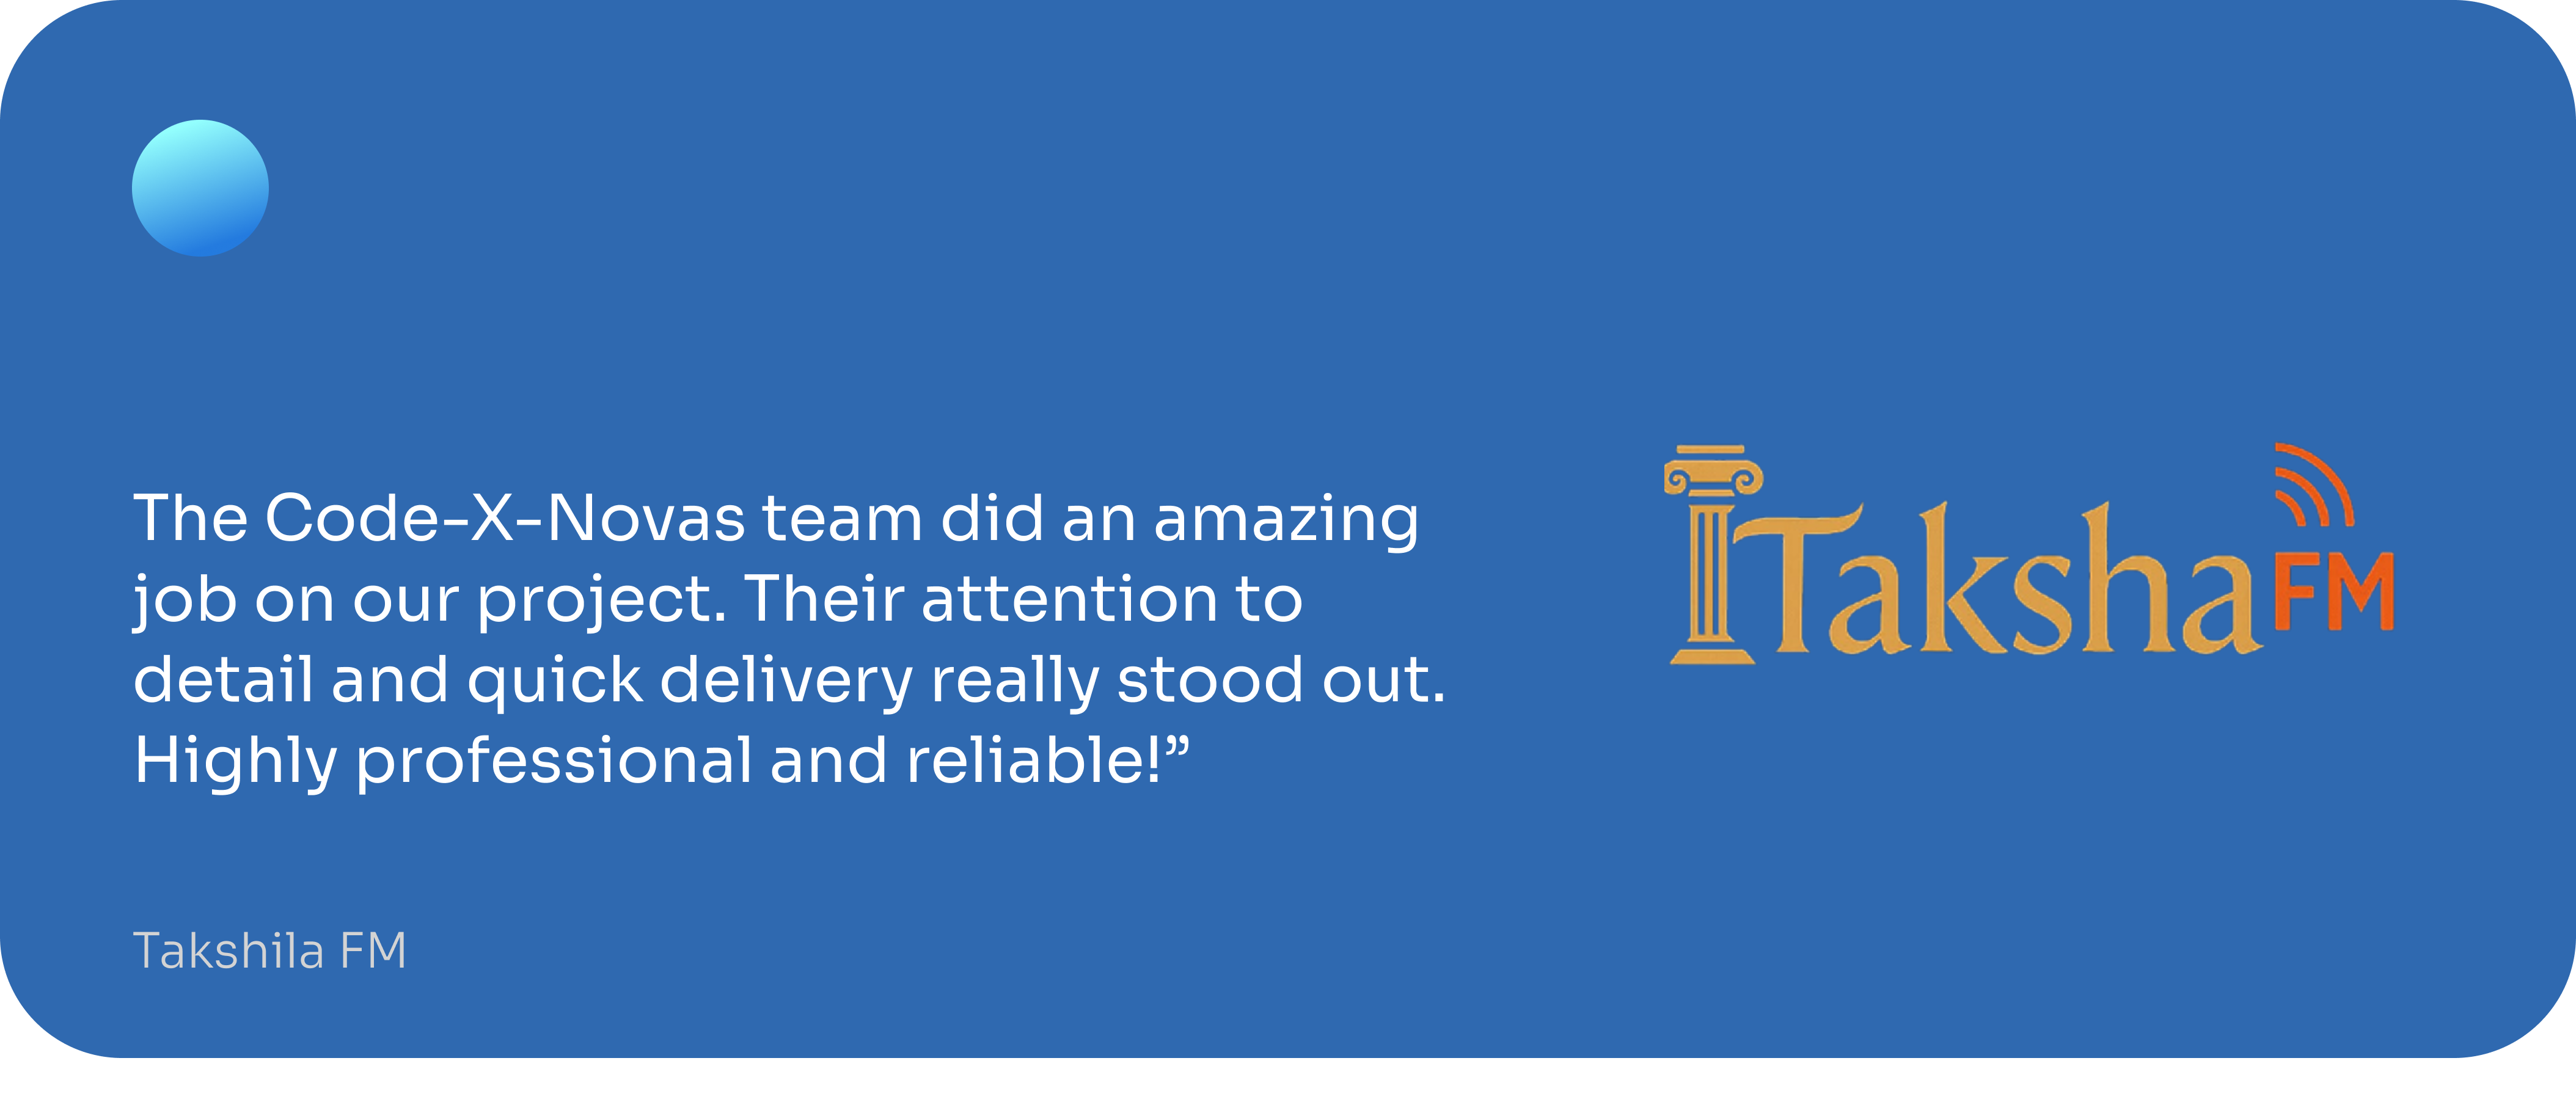 The Code-X-Novas team did an amazing
job on our project. Their attention to
detail and quick delivery really stood out.
Highly professional and reliable!”
Takshila FM
Taksha FM